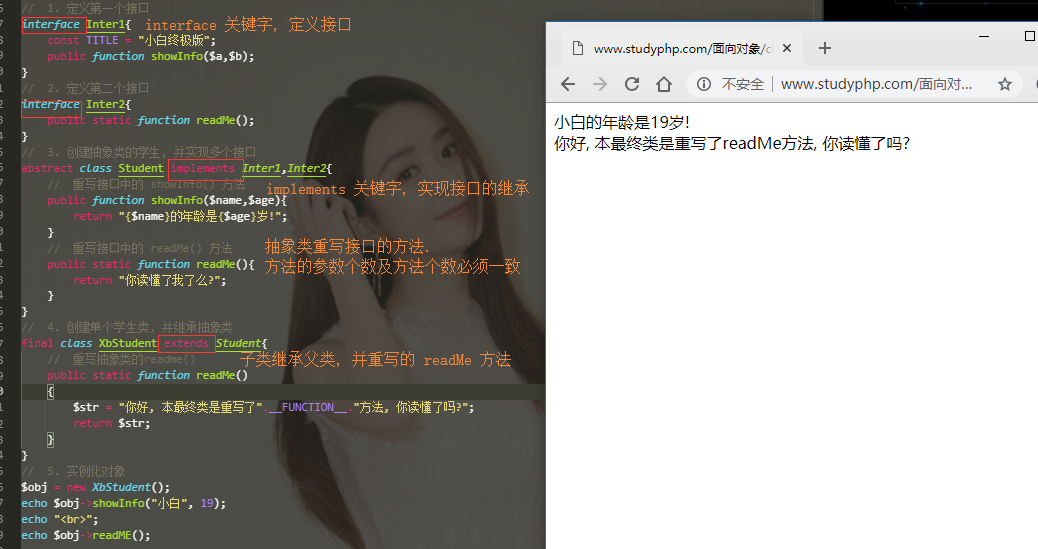 // 1. 定义第一个接口
interface Inter1{ interface 关键字, 定义接口
const TITLE = "小白终极版";
public function showInfo($a,$b);
}
// 2. 定义第二个接口
interface Inter2{
public static function readMe();
}
// 3. 创建抽象类的学生, 并实现多个接口
abstract class Student implements Inter1,Inter2{
// 重写接口中的 showInfo() 方法
implements 关键字, 实现接口的继承
public function showInfo($name,$age){
return "{$name}的年龄是{$age}岁!";
}
// 重写接口中的 readMe() 方法
抽象类重写接口的方法.
public static function readMe(){
方法的参数个数及方法个数必须一致
return "你读懂了我了么?";
}
}
// 4. 创建单个学生类, 并继承抽象类
final class XbStudent extends Student{
// 重写抽象类的readme()
子类继承父类, 并重写的 readMe 方法
public static function readMe()
{
$str = "你好, 本最终类是重写了".__FUNCTION__."方法, 你读懂了吗?";
return $str;
}
}
// 5. 实例化对象
$obj = new XbStudent();
echo $obj->showInfo("小白", 19);
echo "<br>";
echo $obj->readME();
www.studyphp.com/面向对象/cl
不安全 | www.studyphp.com/面向对...
小白的年龄是19岁!
你好, 本最终类是重写了readMe方法, 你读懂了吗?